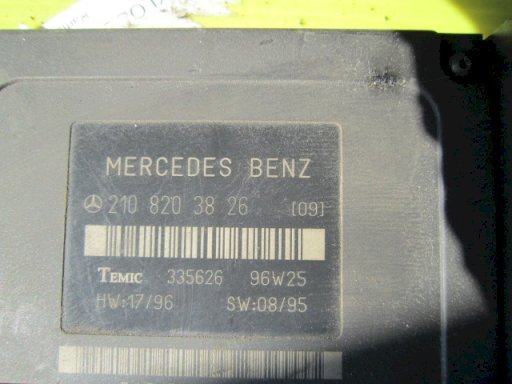 MERCEDES BENZ
210 820 38 26 [09]
TEMIC 335626 96W25
HW:17/96 SW:08/95